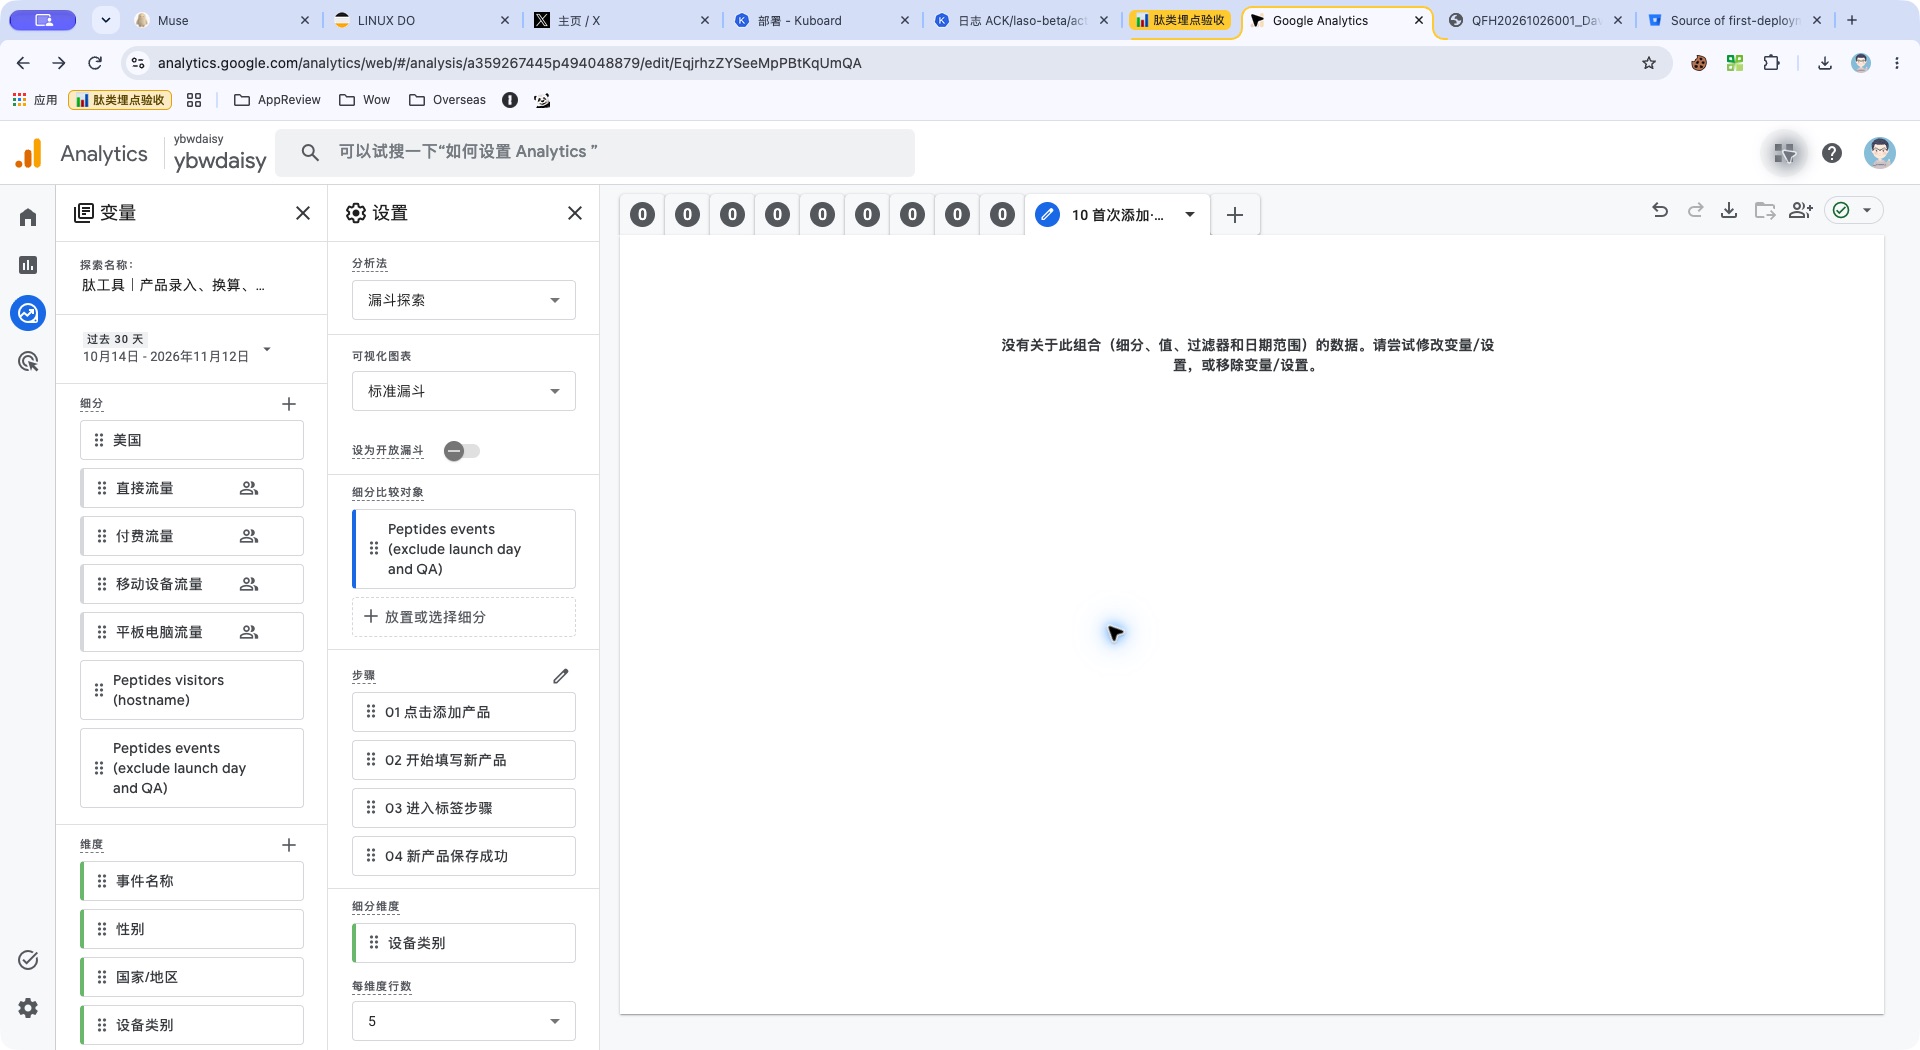 Muse
LINUX DO
主页 / X
部署 - Kuboard
日志 ACK/laso-beta/act
肽类埋点验收
Google Analytics
QFH20261026001_Da
Source of first-deploy
analytics.google.com/analytics/web/#/analysis/a359267445p494048879/edit/EqjrhzZYSeeMpPBtKqUmQA
应用
肽类埋点验收
AppReview
Wow
Overseas
Analytics
ybwdaisy
ybwdaisy
可以试搜一下“如何设置 Analytics ”
变量
探索名称：
肽工具｜产品录入、换算、...
过去 30 天
10月14日 - 2026年11月12日
细分
美国
直接流量
付费流量
移动设备流量
平板电脑流量
Peptides visitors
(hostname)
Peptides events
(exclude launch day
and QA)
维度
事件名称
性别
国家/地区
设备类别
设置
分析法
漏斗探索
可视化图表
标准漏斗
设为开放漏斗
细分比较对象
Peptides events
(exclude launch day
and QA)
放置或选择细分
步骤
01 点击添加产品
02 开始填写新产品
03 进入标签步骤
04 新产品保存成功
细分维度
设备类别
每维度行数
5
0
0
0
0
0
0
0
0
0
10 首次添加·...
没有关于此组合（细分、值、过滤器和日期范围）的数据。请尝试修改变量/设
置，或移除变量/设置。